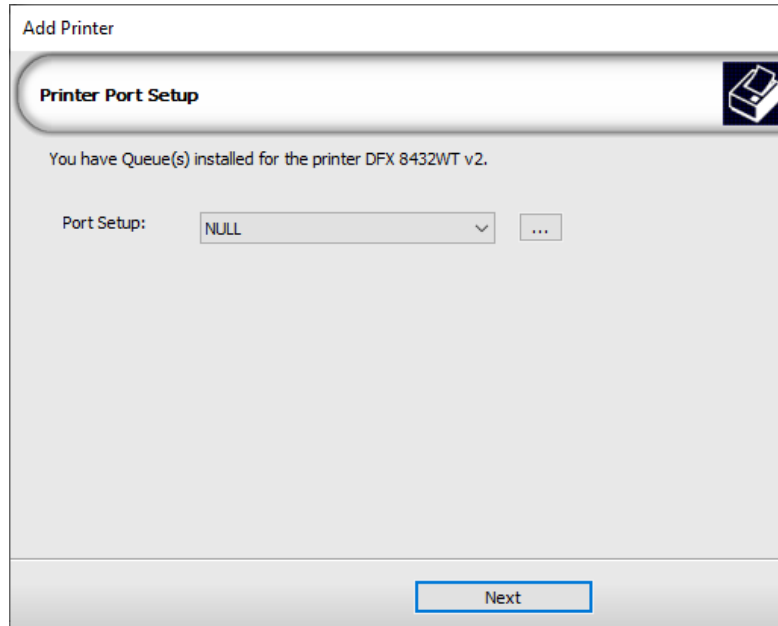 Add Printer
Printer Port Setup
You have Queue(s) installed for the printer DFX 8432WT v2.
Port Setup: NULL ...
Next